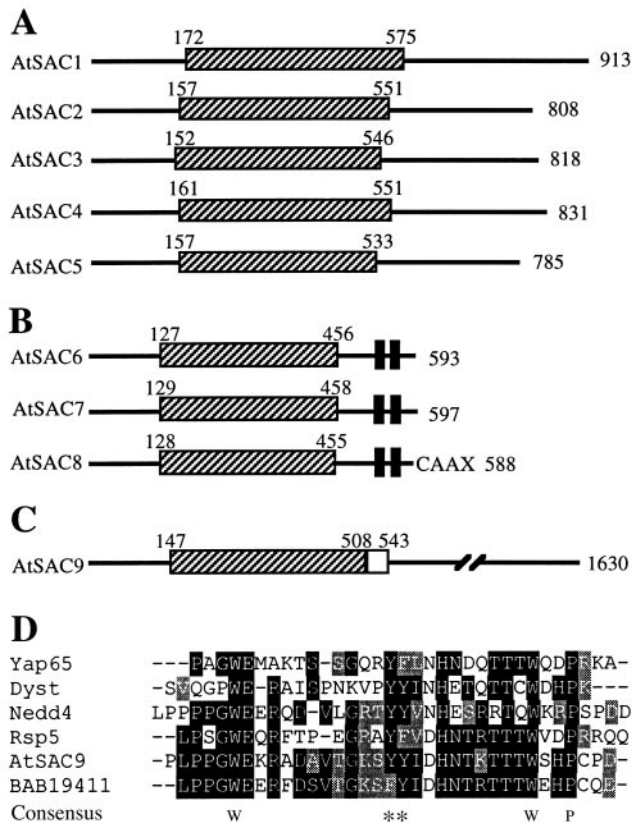 A
172 575
AtSAC1 913
157 551
AtSAC2 808
152 546
AtSAC3 818
161 551
AtSAC4 831
157 533
AtSAC5 785
B
127 456
AtSAC6 593
129 458
AtSAC7 597
128 455
AtSAC8 CAAX 588
C
147 508 543
AtSAC9 1630
D
Yap65 ---PAGWEMAKTS-SGQRYFLNHNDQTTTWQDPRKA-
Dyst -SVQGPWE-RAISPNKVPYYINHETQTTCWDHPK---
Nedd4 LPPPPGWEERQD-VLGRTYYVNHESRRTQWKRPSPDD
Rsp5 --LPSGWEQRFTP-EGRAYFVDHNTRTTTWVDPRRQQ
AtSAC9 -PLPPGWEKRADAVTGKSYYIDHNTKTTTWSHPCPD-
BAB19411 --LPPGWEERFDSVTGKSFYIDHNTRTTTWEHPCQE-
Consensus W ** W P